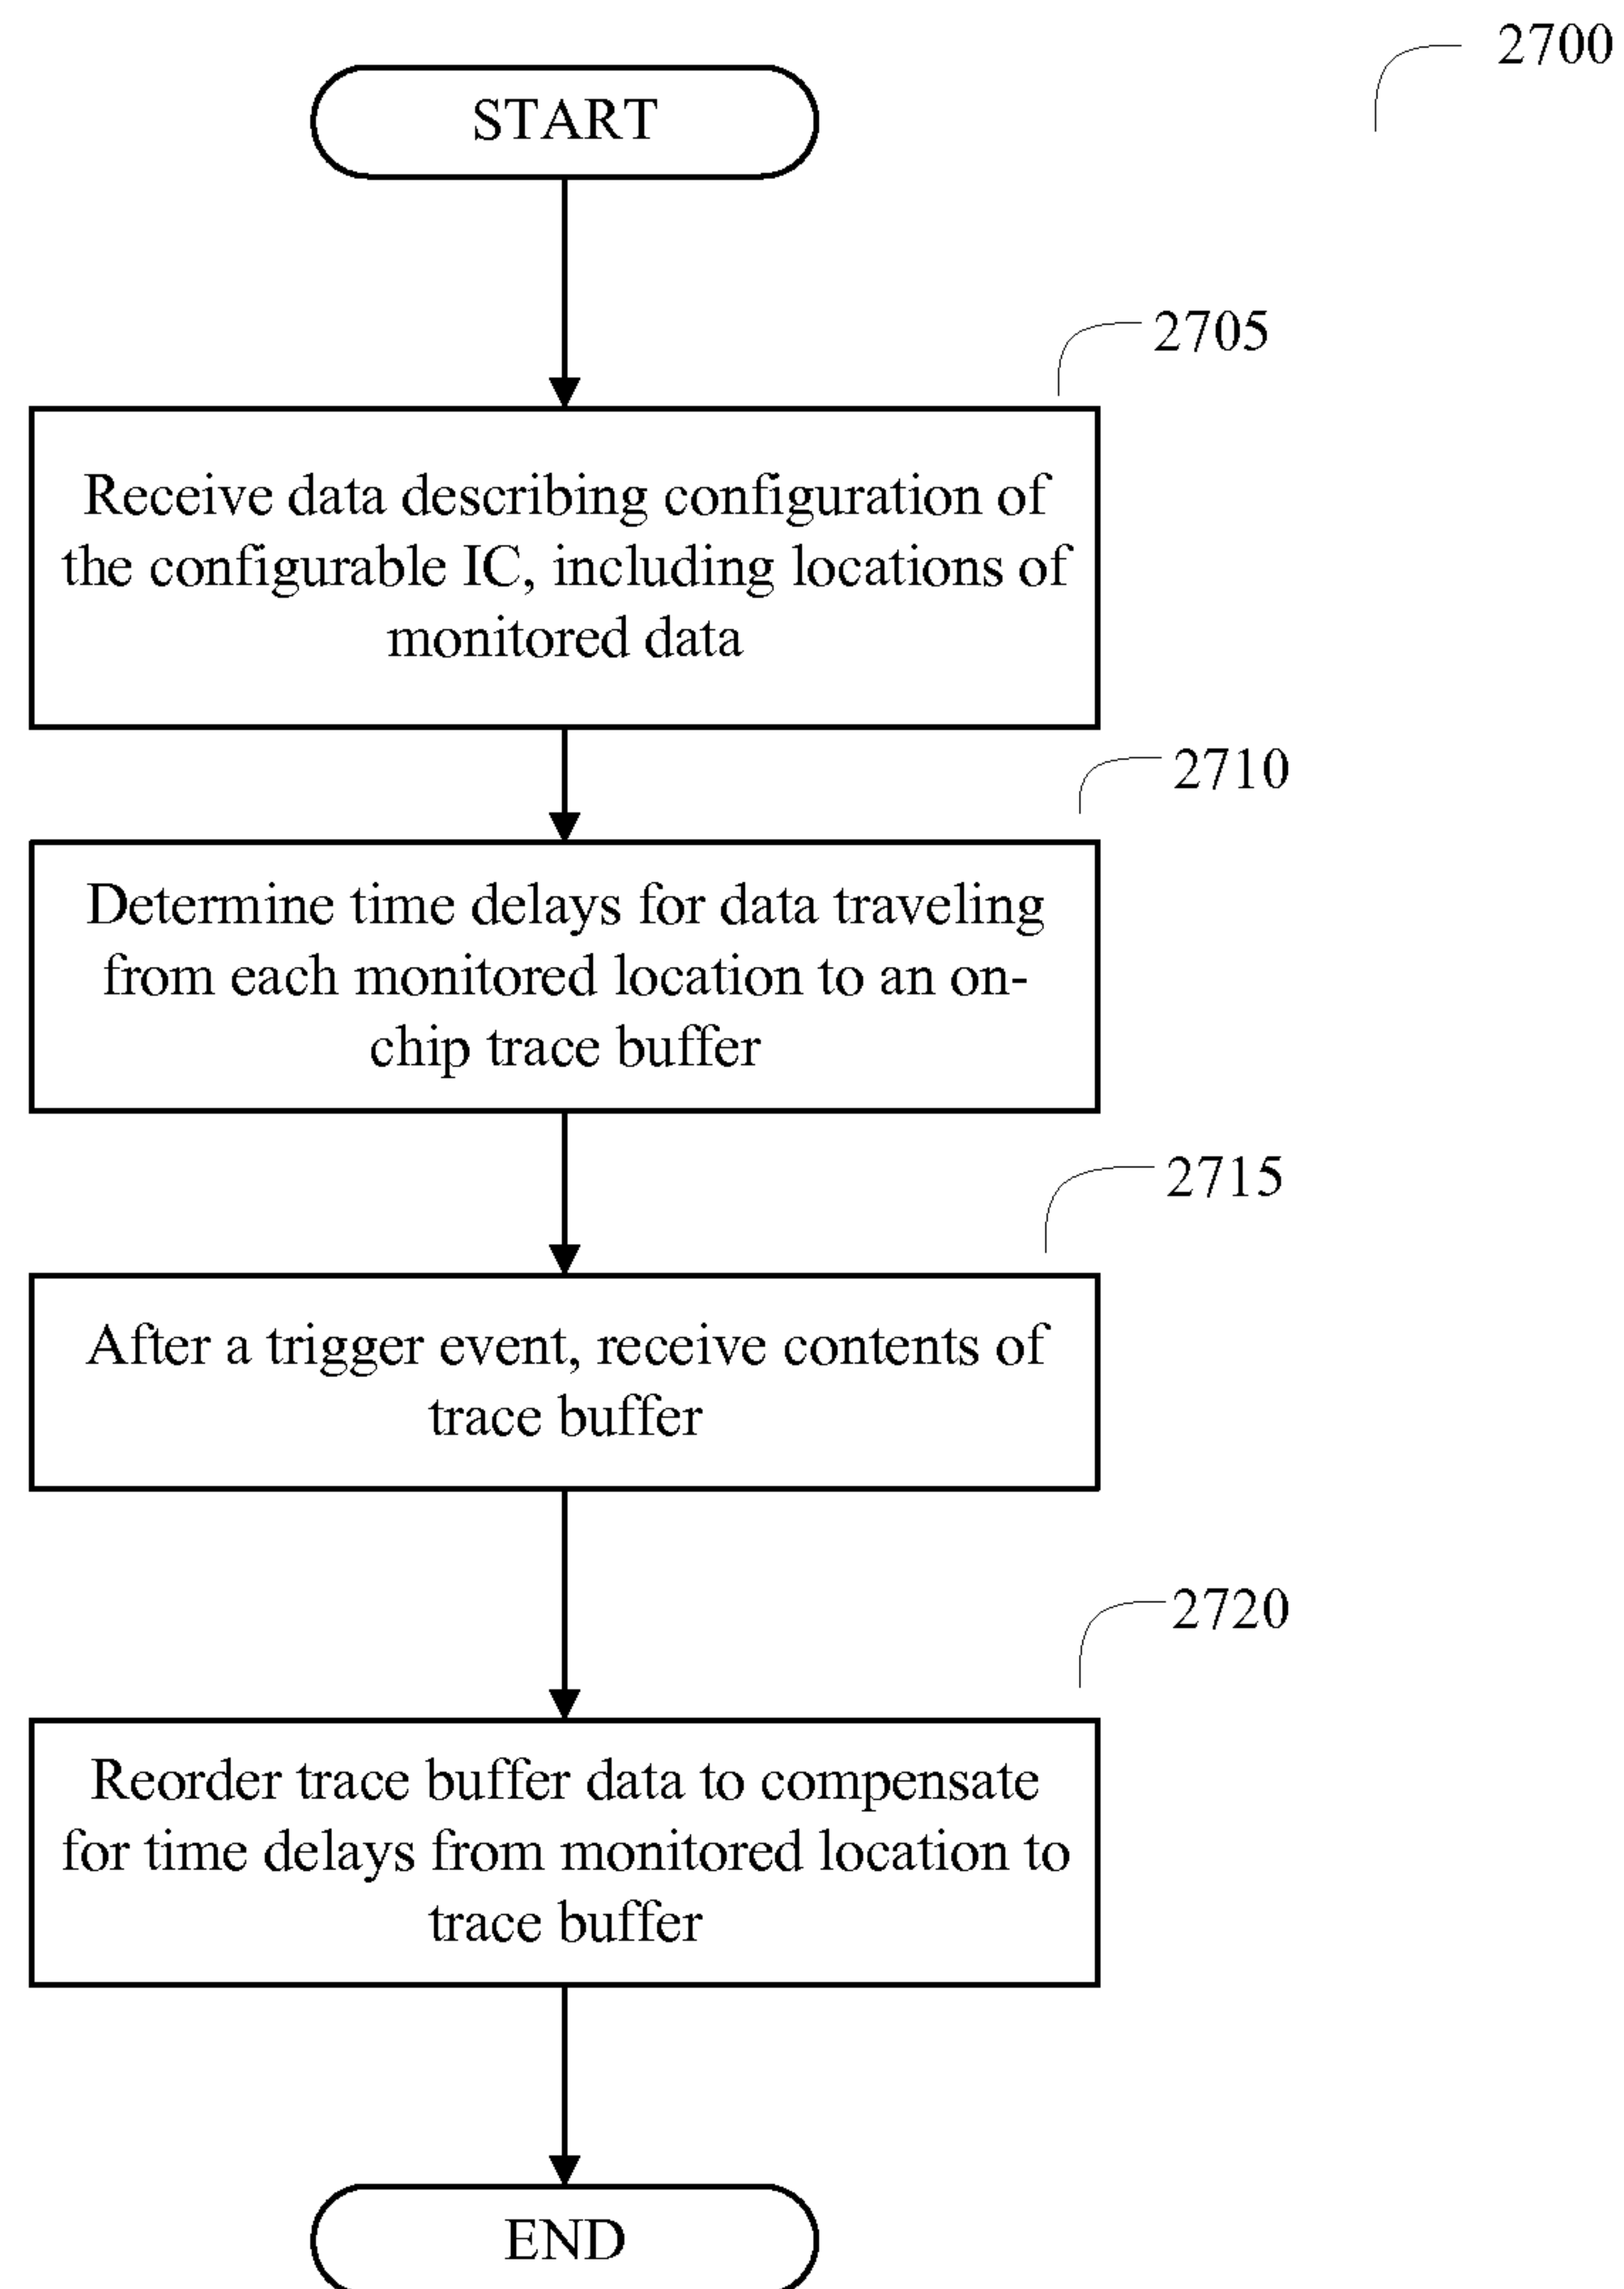 2700
START
2705
Receive data describing configuration of
the configurable IC, including locations of
monitored data
2710
Determine time delays for data traveling
from each monitored location to an on-
chip trace buffer
2715
After a trigger event, receive contents of
trace buffer
2720
Reorder trace buffer data to compensate
for time delays from monitored location to
trace buffer
END